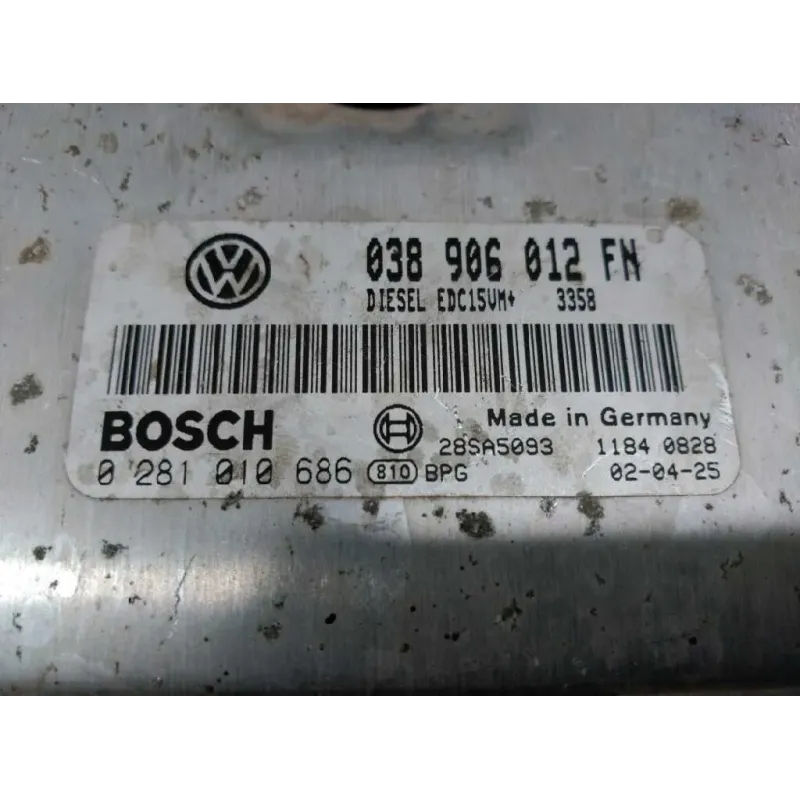 VW 038 906 012 FN
DIESEL EDC15VM+ 3358
BOSCH Made in Germany
28SA5093 1184 0828
0 281 010 686 810 BPG 02-04-25